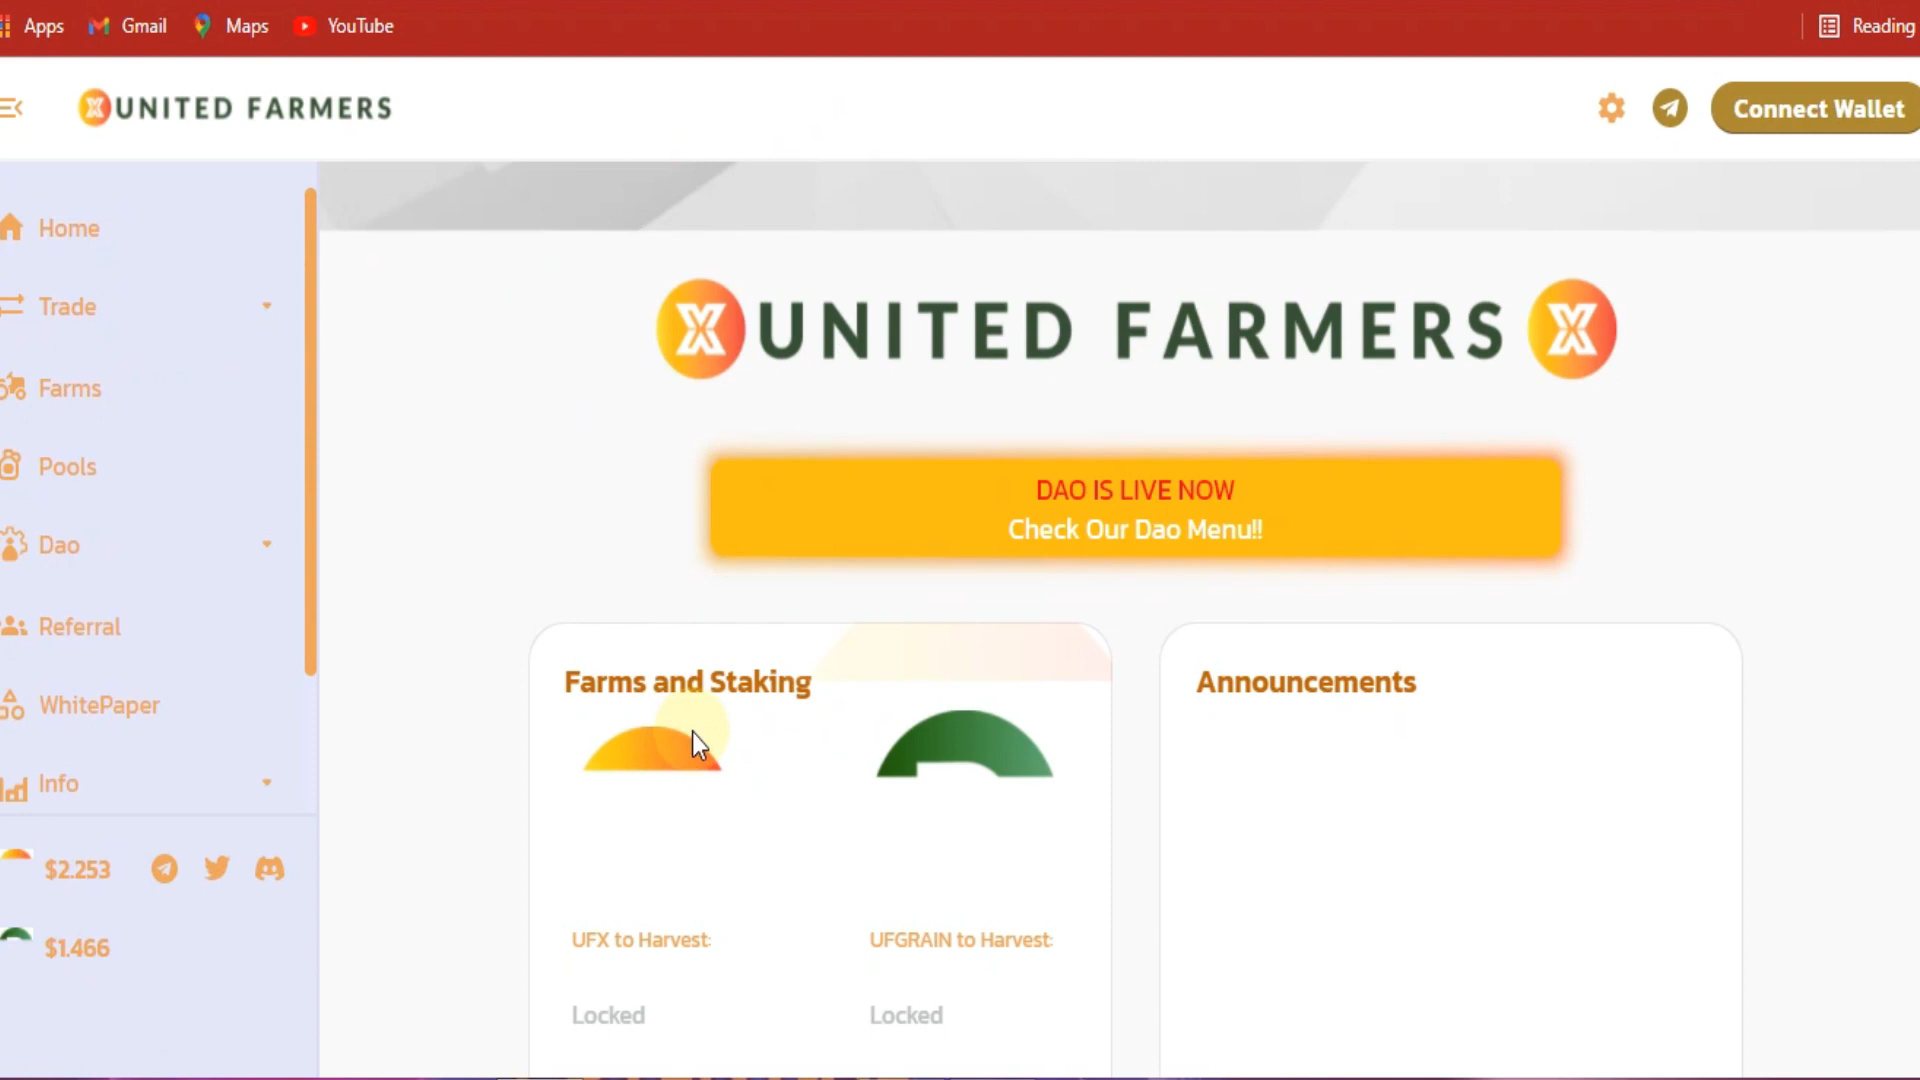 Apps
Gmail
Maps
YouTube
Reading
UNITED FARMERS
Connect Wallet
Home
Trade
Farms
Pools
Dao
Referral
WhitePaper
Info
$2.253
$1.466
UNITED FARMERS
DAO IS LIVE NOW
Check Our Dao Menu!!
Farms and Staking
UFX to Harvest:
UFGRAIN to Harvest:
Locked
Locked
Announcements